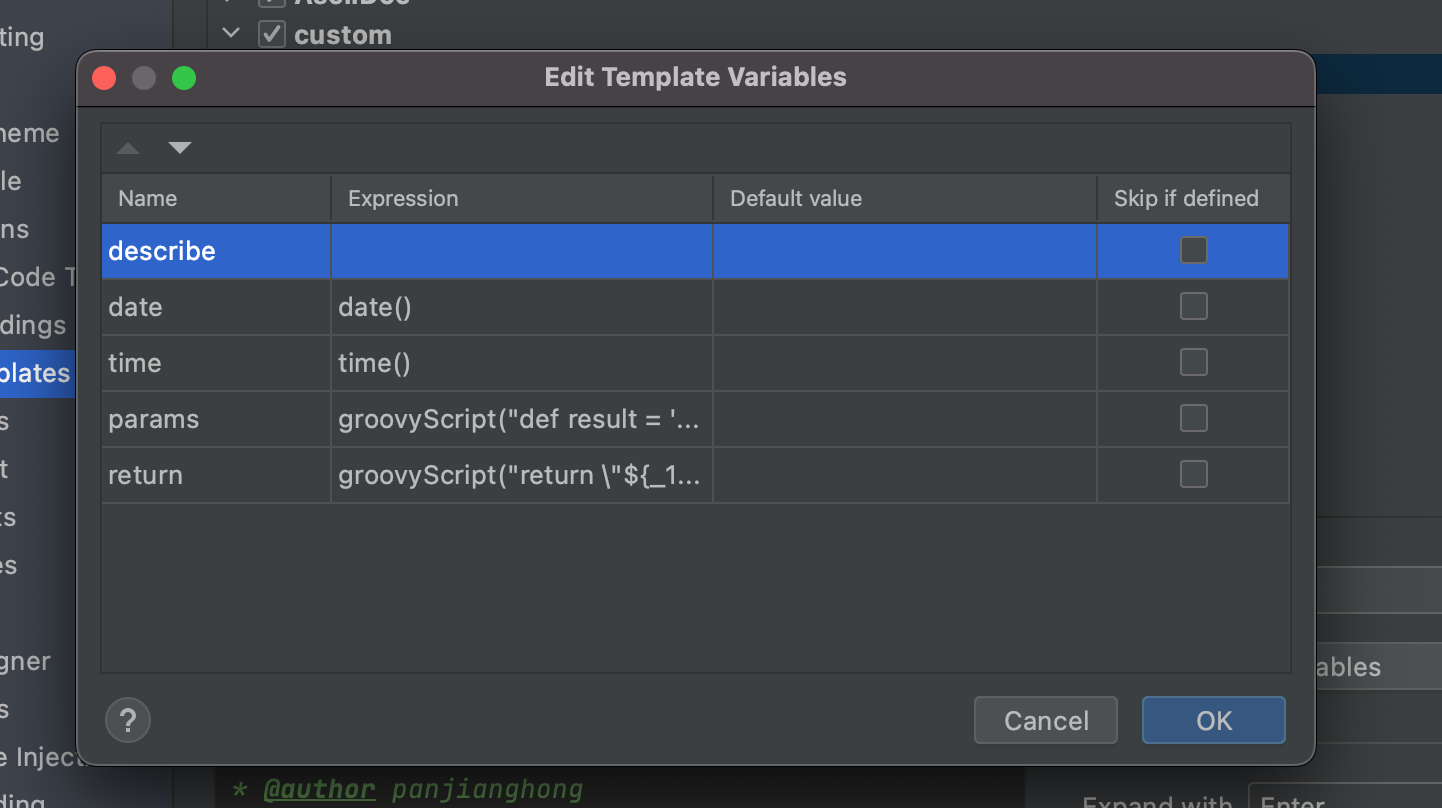 custom
Edit Template Variables
Name Expression Default value Skip if defined
describe
date date()
time time()
params groovyScript("def result = '...
return groovyScript("return \"${_1...
? Cancel OK
ting
heme
le
ns
Code T
dings
plates
s
t
ts
es
gner
s
e Inject
ding
ables
* @author panjianghong
Expand with Enter